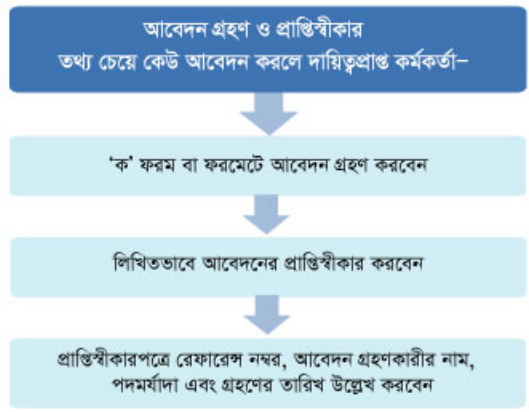 আবেদন গ্রহণ ও প্রাপ্তিস্বীকার
তথ্য চেয়ে কেউ আবেদন করলে দায়িত্বপ্রাপ্ত কর্মকর্তা–
‘ক’ ফরম বা ফরমেটে আবেদন গ্রহণ করবেন
লিখিতভাবে আবেদনের প্রাপ্তিস্বীকার করবেন
প্রাপ্তিস্বীকারপত্রে রেফারেন্স নম্বর, আবেদন গ্রহণকারীর নাম,
পদমর্যাদা এবং গ্রহণের তারিখ উল্লেখ করবেন